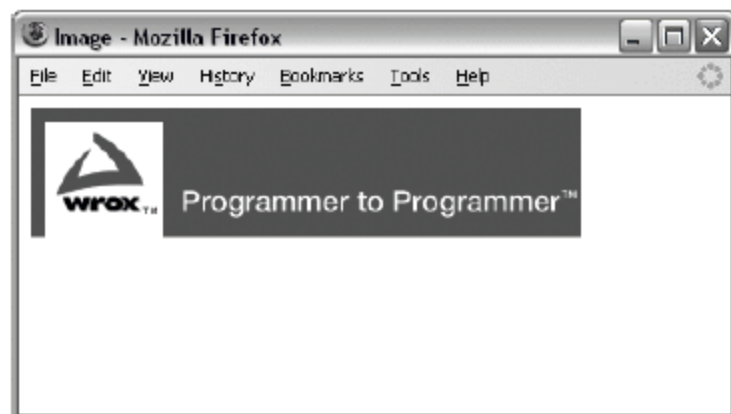 Image - Mozilla Firefox
File Edit View History Bookmarks Tools Help
wrox™
Programmer to Programmer™